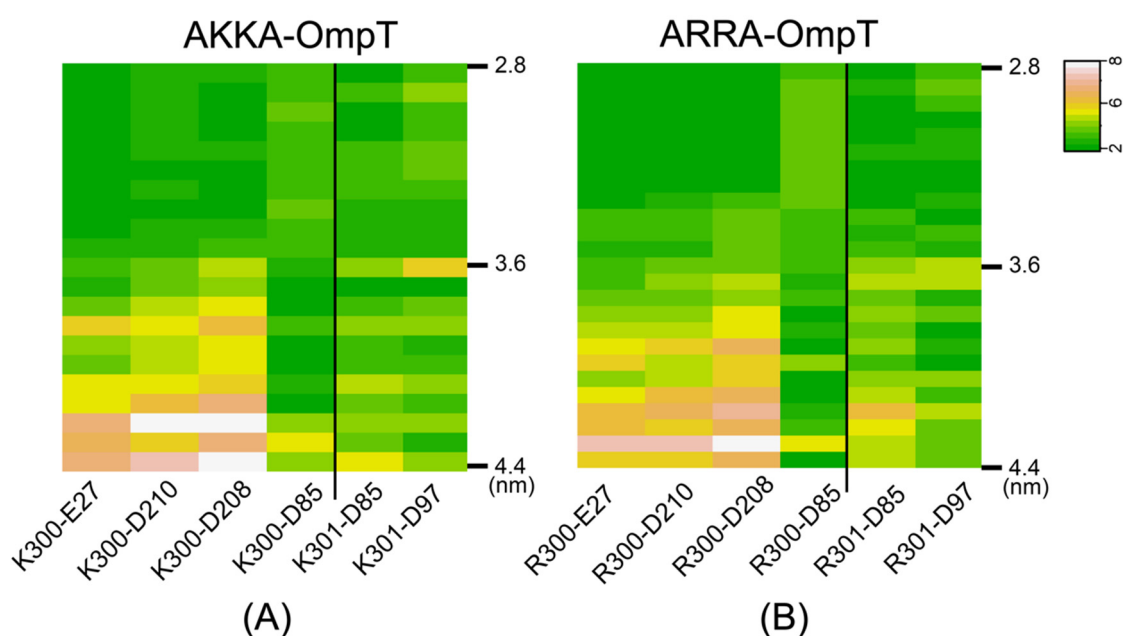 AKKA-OmpT
ARRA-OmpT
2.8
3.6
4.4
(nm)
2.8
3.6
4.4
(nm)
8
6
2
K300-E27
K300-D210
K300-D208
K300-D85
K301-D85
K301-D97
R300-E27
R300-D210
R300-D208
R300-D85
R301-D85
R301-D97
(A)
(B)